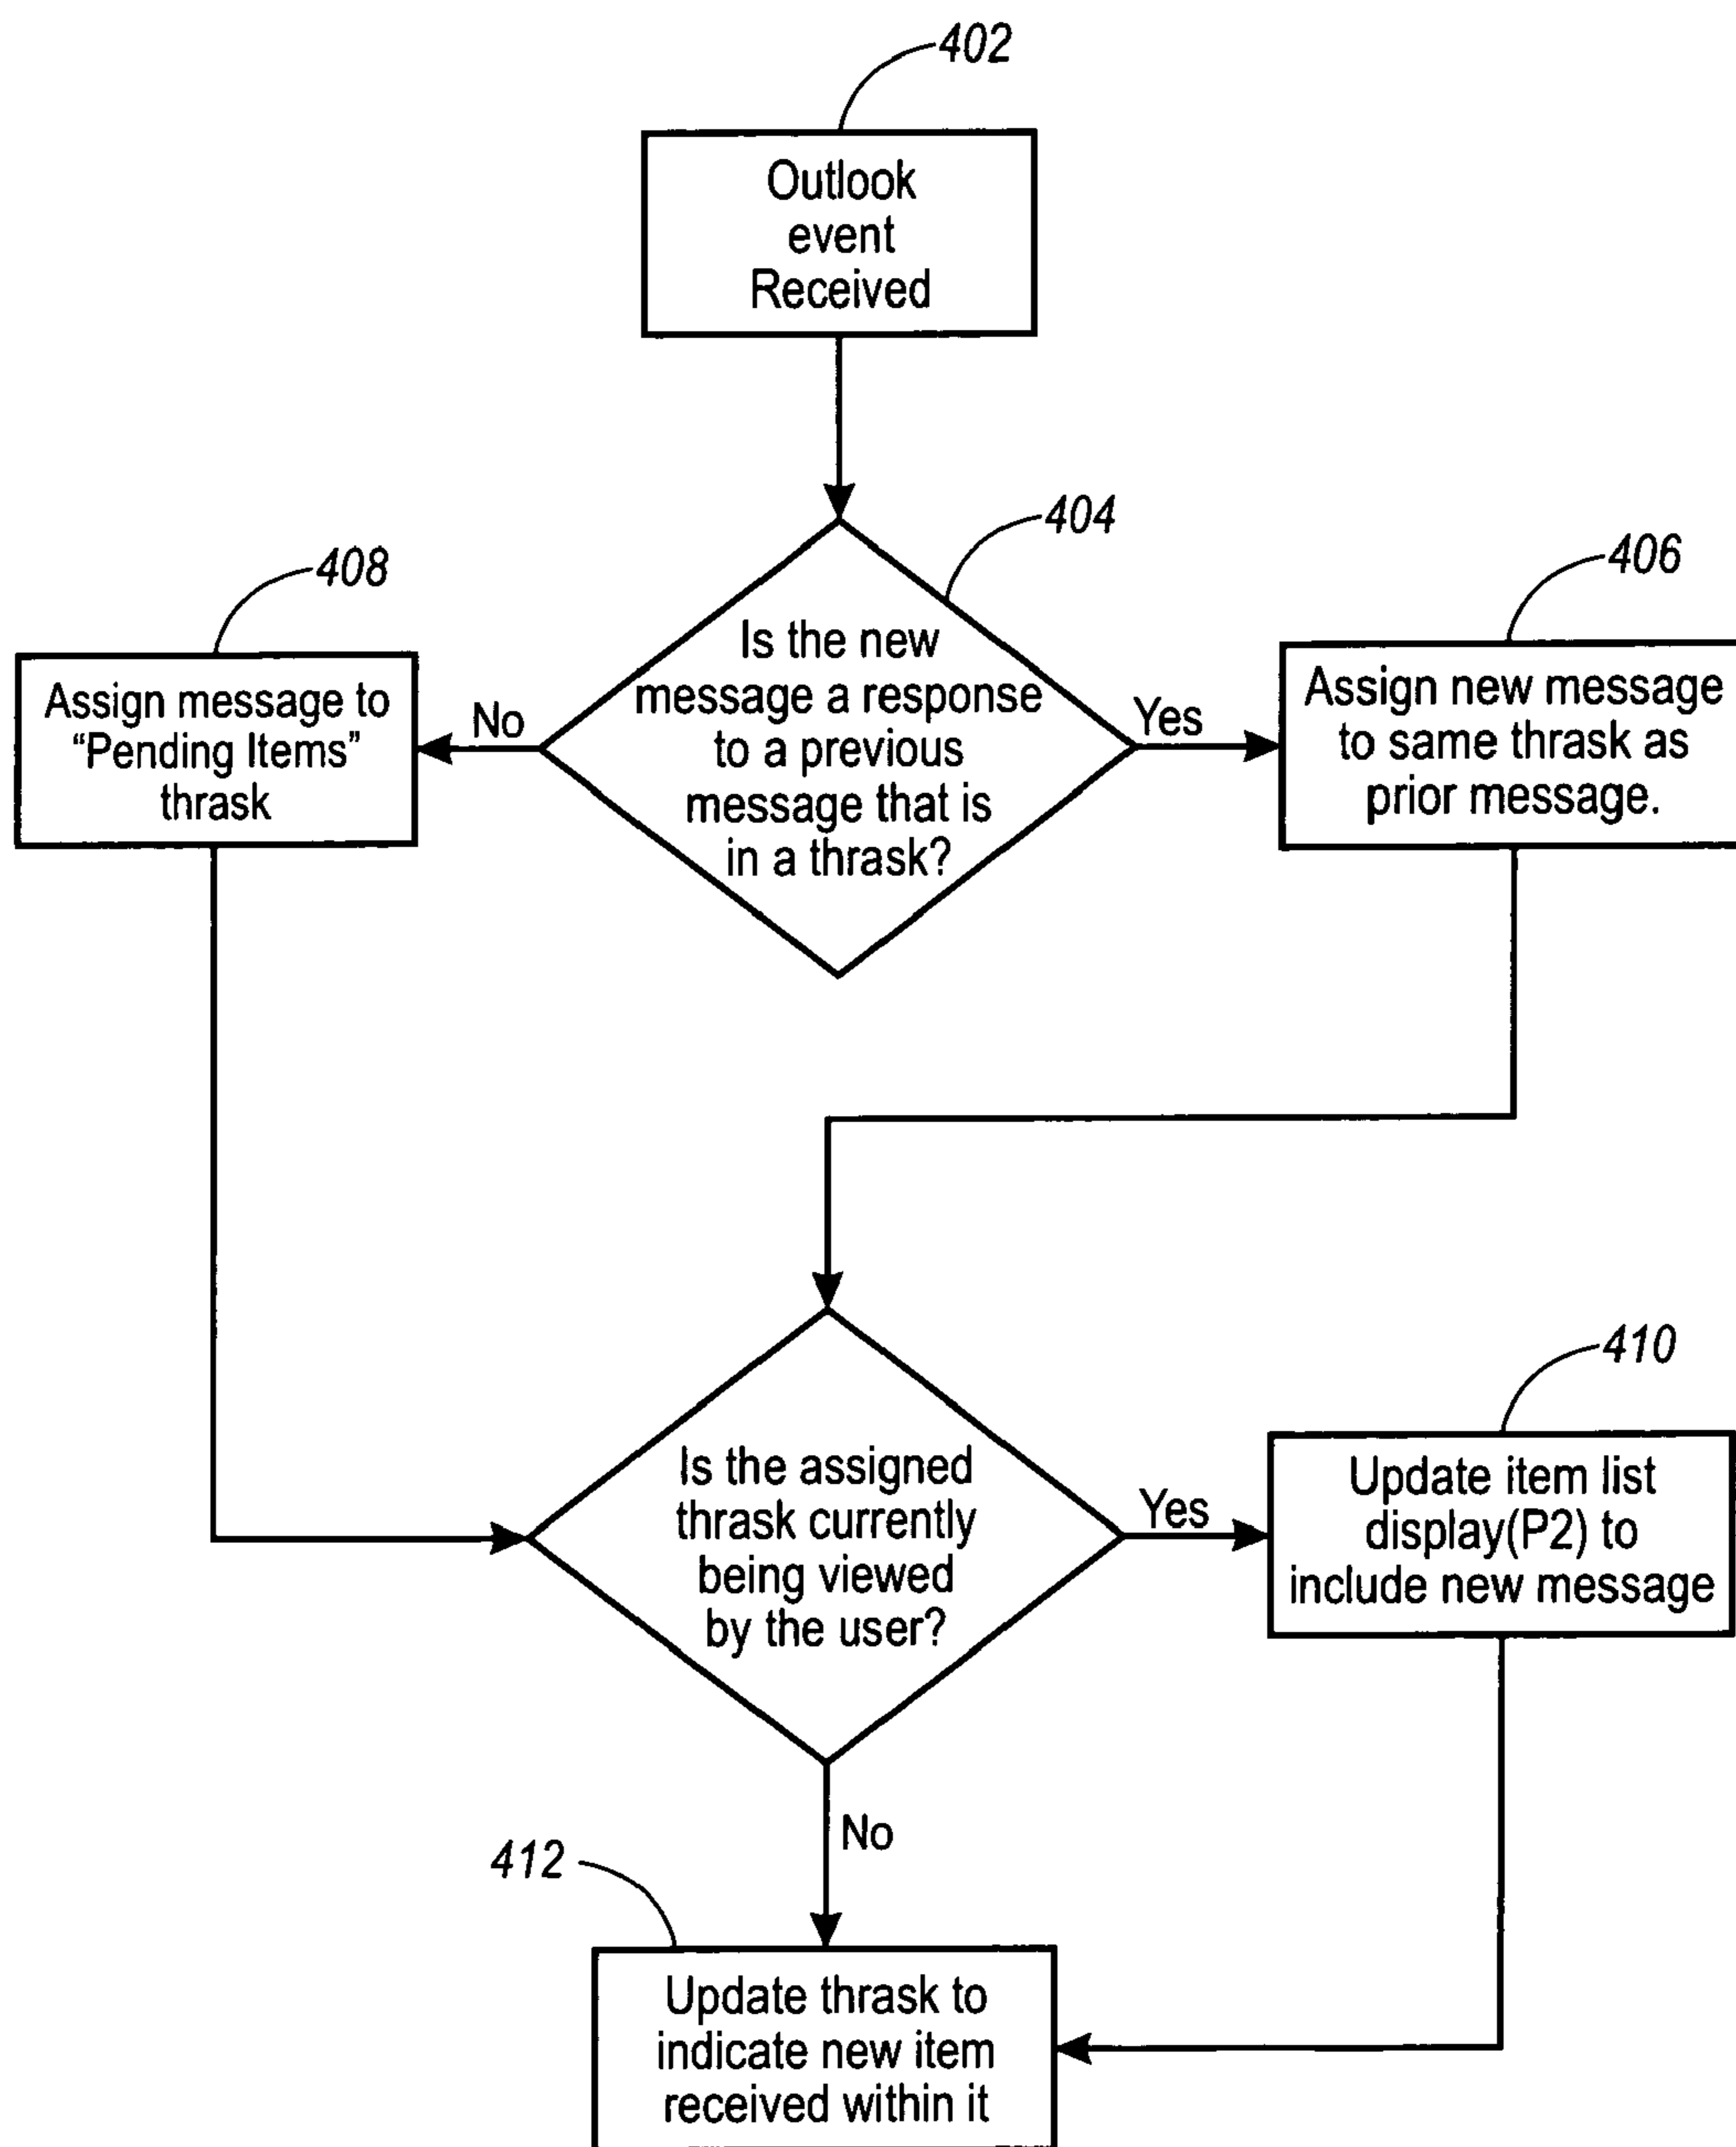 402
Outlook
event
Received
404
Is the new
message a response
to a previous
message that is
in a thrask?
No
Yes
408
Assign message to
“Pending Items”
thrask
406
Assign new message
to same thrask as
prior message.
Is the assigned
thrask currently
being viewed
by the user?
Yes
No
410
Update item list
display(P2) to
include new message
412
Update thrask to
indicate new item
received within it